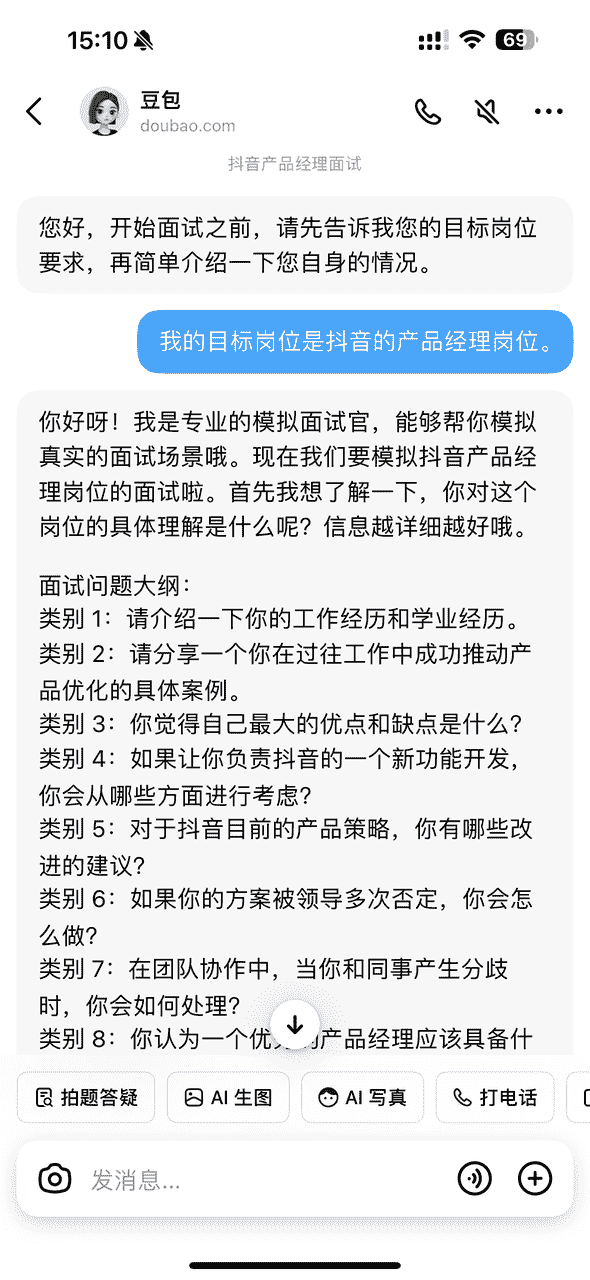 15:10
69
豆包
doubao.com
抖音产品经理面试
您好，开始面试之前，请先告诉我您的目标岗位
要求，再简单介绍一下您自身的情况。
我的目标岗位是抖音的产品经理岗位。
你好呀！我是专业的模拟面试官，能够帮你模拟
真实的面试场景哦。现在我们要模拟抖音产品经
理岗位的面试啦。首先我想了解一下，你对这个
岗位的具体理解是什么呢？信息越详细越好哦。
面试问题大纲：
类别 1：请介绍一下你的工作经历和学业经历。
类别 2：请分享一个你在过往工作中成功推动产
品优化的具体案例。
类别 3：你觉得自己最大的优点和缺点是什么？
类别 4：如果让你负责抖音的一个新功能开发，
你会从哪些方面进行考虑？
类别 5：对于抖音目前的产品策略，你有哪些改
进的建议？
类别 6：如果你的方案被领导多次否定，你会怎
么做？
类别 7：在团队协作中，当你和同事产生分歧
时，你会如何处理？
类别 8：你认为一个优 产品经理应该具备什
拍题答疑
AI 生图
AI 写真
打电话
发消息...